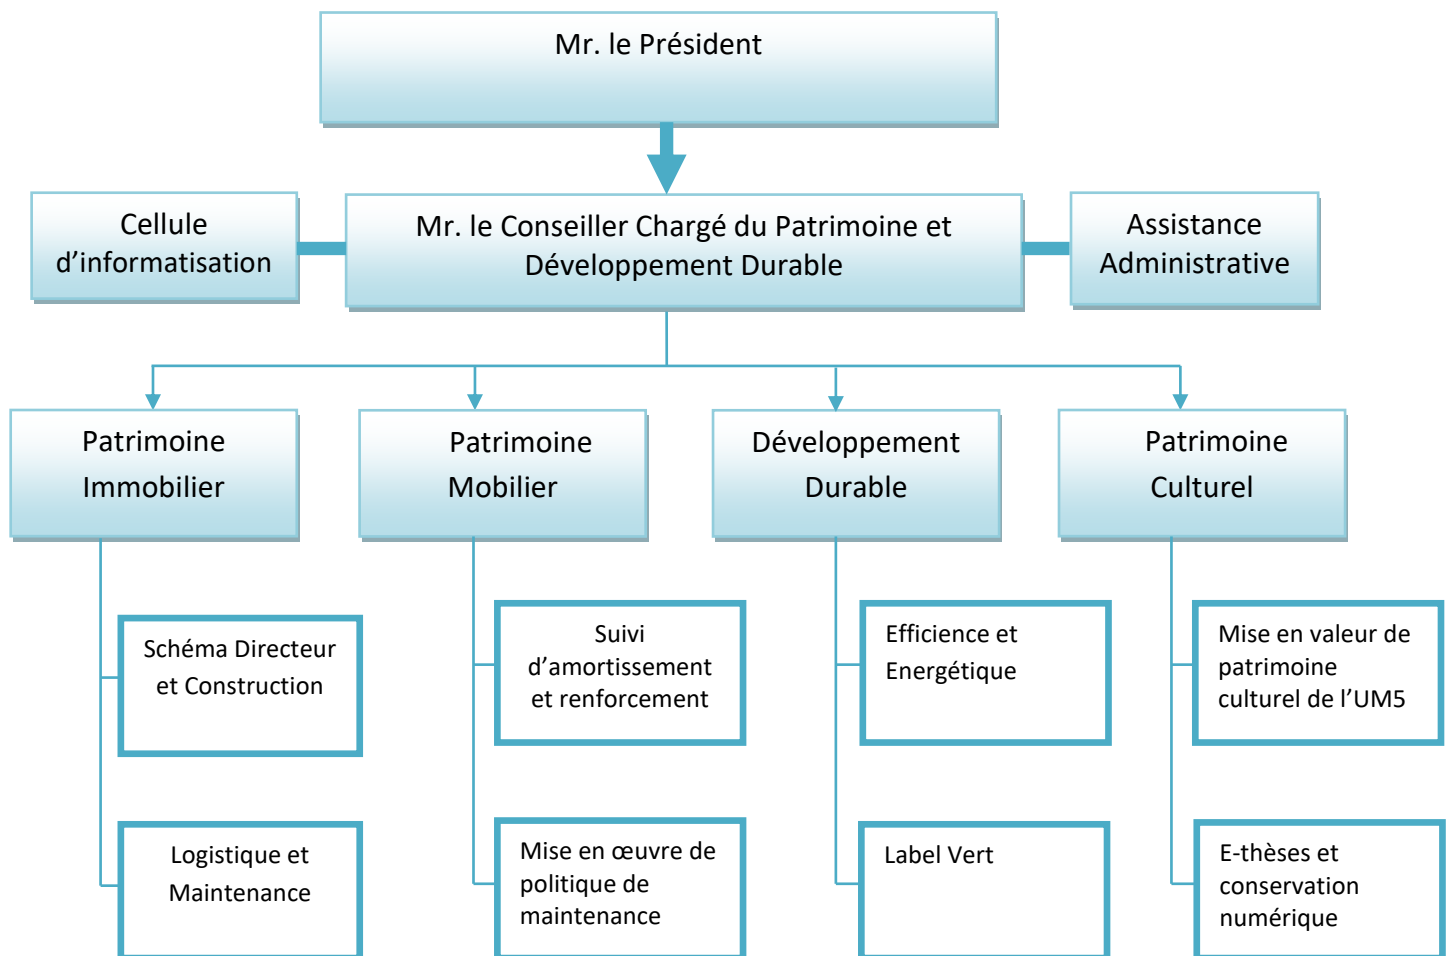 Mr. le Président
Cellule
d’informatisation
Mr. le Conseiller Chargé du Patrimoine et
Développement Durable
Assistance
Administrative
Patrimoine
Immobilier
Patrimoine
Mobilier
Développement
Durable
Patrimoine
Culturel
Schéma Directeur
et Construction
Suivi
d’amortissement
et renforcement
Efficience et
Energétique
Mise en valeur de
patrimoine
culturel de l’UM5
Logistique et
Maintenance
Mise en œuvre de
politique de
maintenance
Label Vert
E-thèses et
conservation
numérique